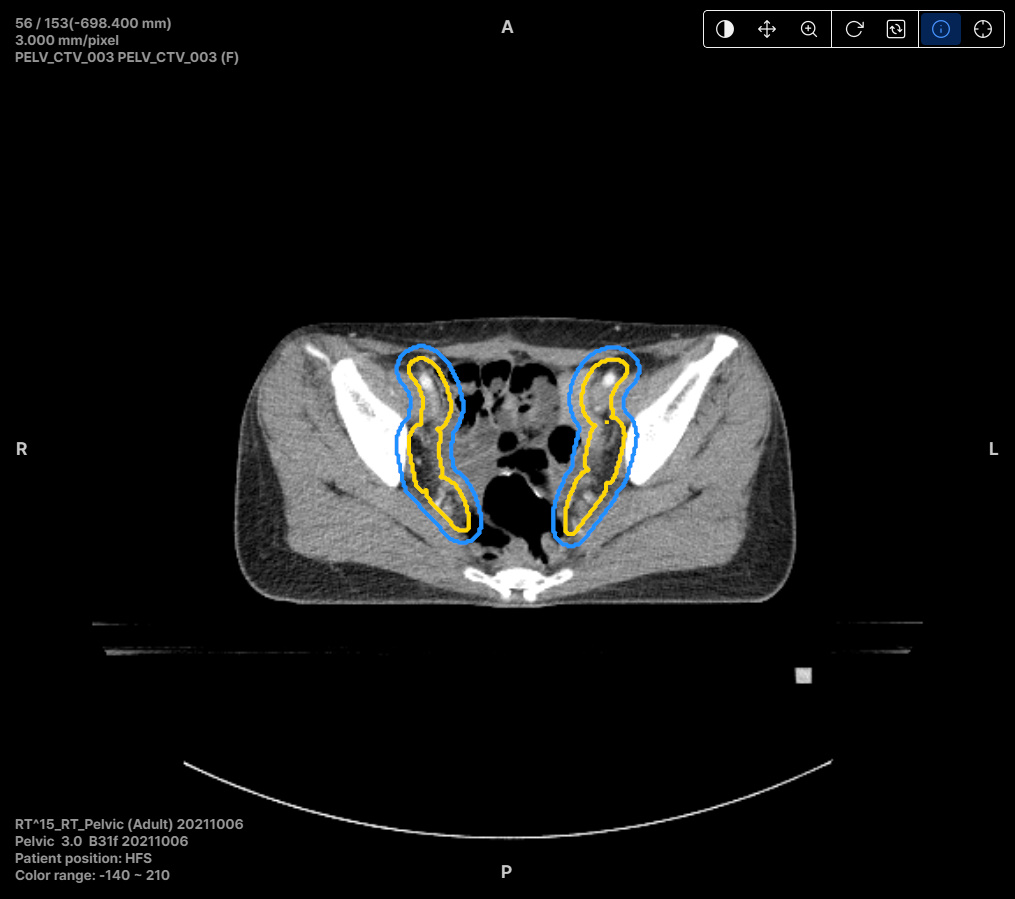 56 / 153(-698.400 mm)
3.000 mm/pixel
PELV_CTV_003 PELV_CTV_003 (F)
A
R
L
RT^15_RT_Pelvic (Adult) 20211006
Pelvic  3.0  B31f 20211006
Patient position: HFS
Color range: -140 ~ 210
P